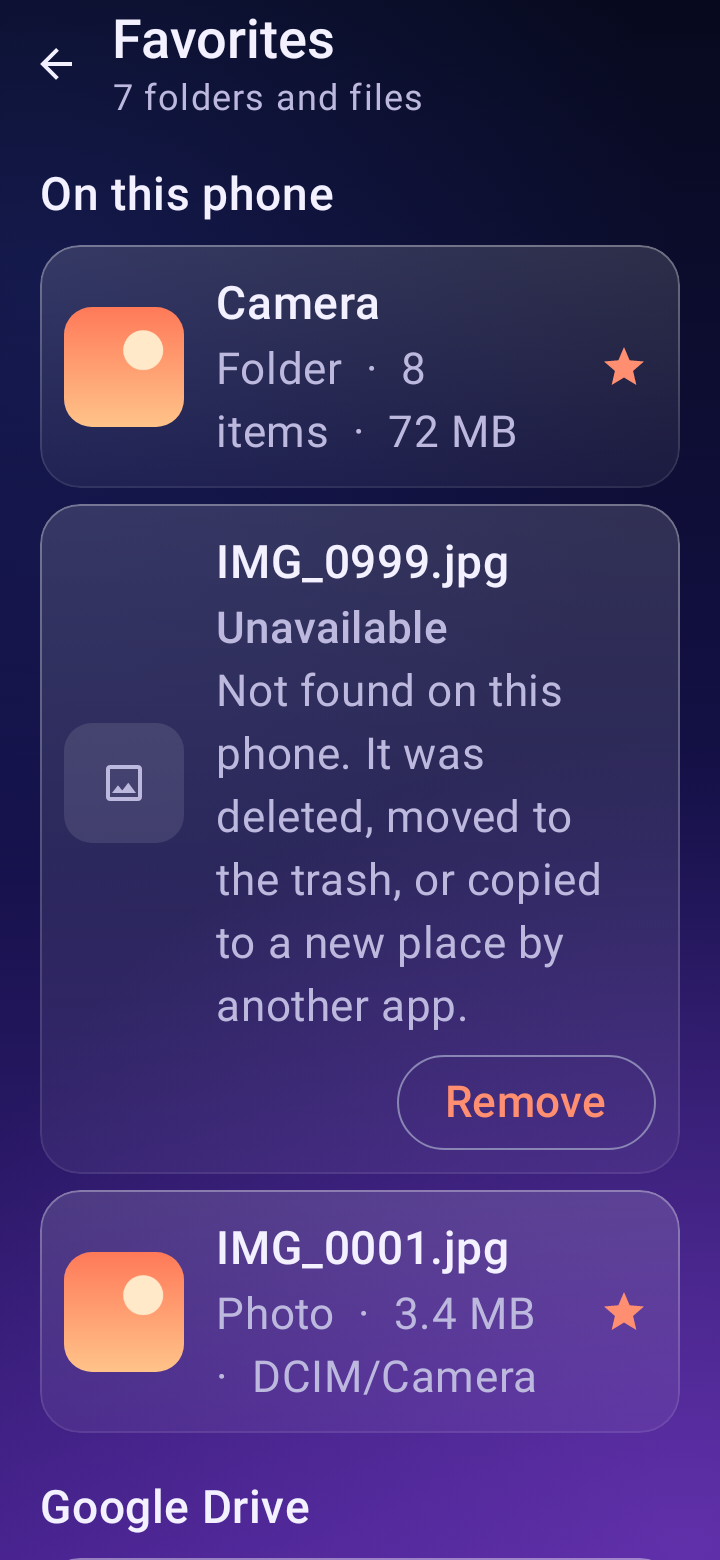 Favorites
7 folders and files
On this phone
Camera
Folder · 8
items · 72 MB
IMG_0999.jpg
Unavailable
Not found on this
phone. It was
deleted, moved to
the trash, or copied
to a new place by
another app.
Remove
IMG_0001.jpg
Photo · 3.4 MB
· DCIM/Camera
Google Drive